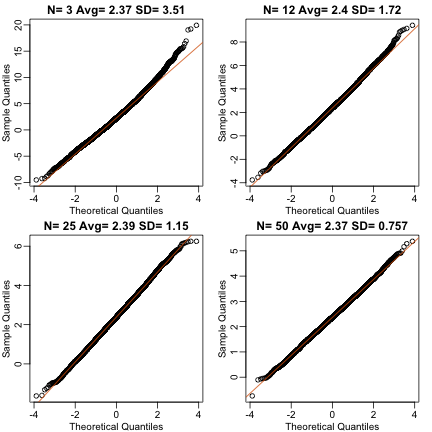 N= 3 Avg= 2.37 SD= 3.51
Sample Quantiles
-10 -5 0 5 10 15 20
-4 -2 0 2 4
Theoretical Quantiles
N= 12 Avg= 2.4 SD= 1.72
Sample Quantiles
-4 -2 0 2 4 6 8
-4 -2 0 2 4
Theoretical Quantiles
N= 25 Avg= 2.39 SD= 1.15
Sample Quantiles
0 2 4 6
-4 -2 0 2 4
Theoretical Quantiles
N= 50 Avg= 2.37 SD= 0.757
Sample Quantiles
0 1 2 3 4 5
-4 -2 0 2 4
Theoretical Quantiles